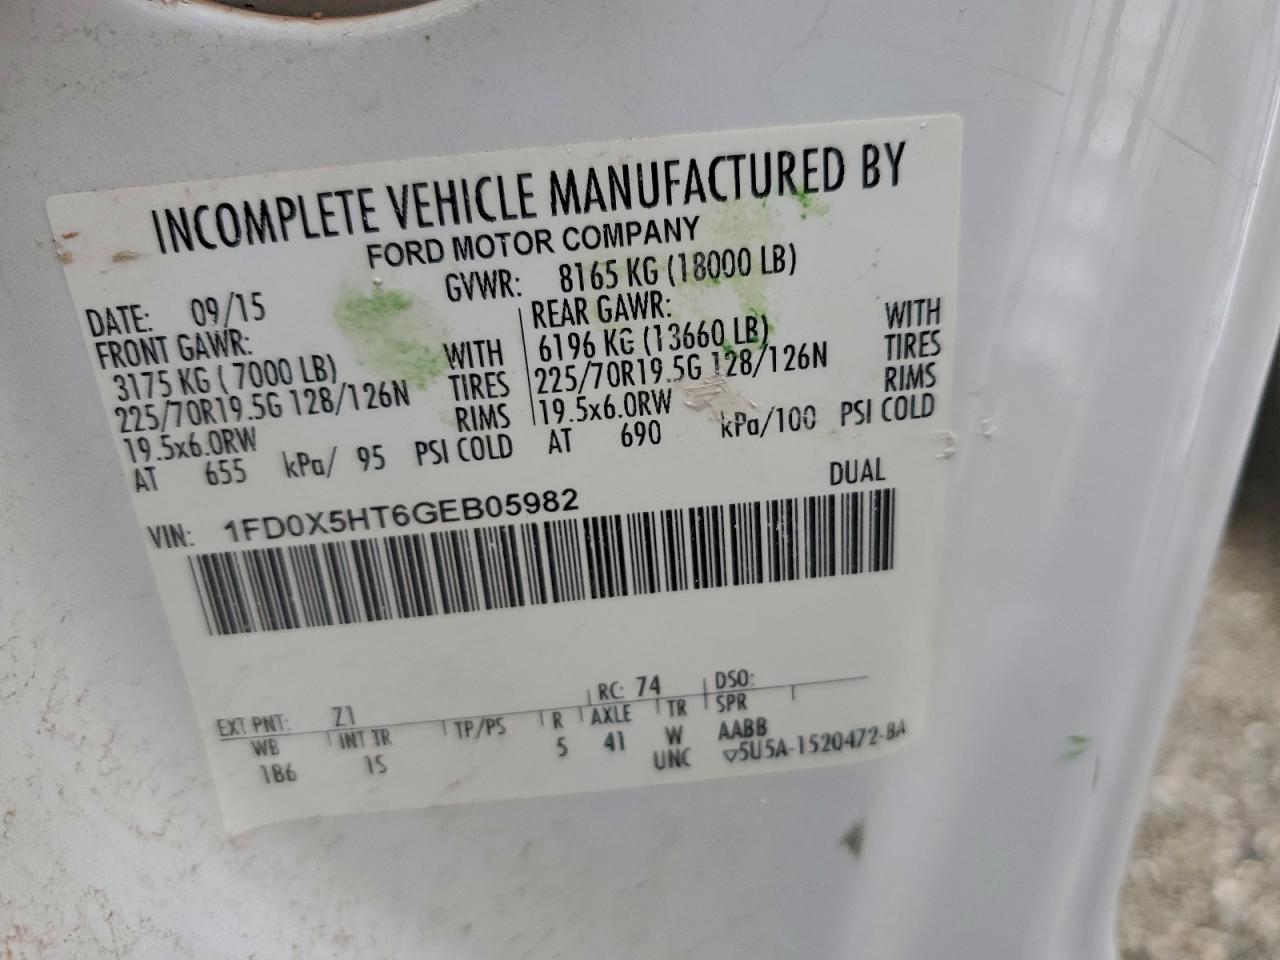 INCOMPLETE VEHICLE MANUFACTURED BY
FORD MOTOR COMPANY
DATE: 09/15 GVWR: 8165 KG (18000 LB)
FRONT GAWR: REAR GAWR:
3175 KG ( 7000 LB) WITH 6196 KG (13660 LB) WITH
225/70R19.5G 128/126N TIRES 225/70R19.5G 128/126N TIRES
19.5x6.0RW RIMS 19.5x6.0RW RIMS
AT 655 kPa/ 95 PSI COLD AT 690 kPa/100 PSI COLD
DUAL
VIN: 1FD0X5HT6GEB05982
EXT PNT: Z1 RC: 74 DSO:
WB INT TR TP/PS R AXLE TR SPR
186 1S 5 41 W AABB
UNC ▽5U5A-1520472-BA